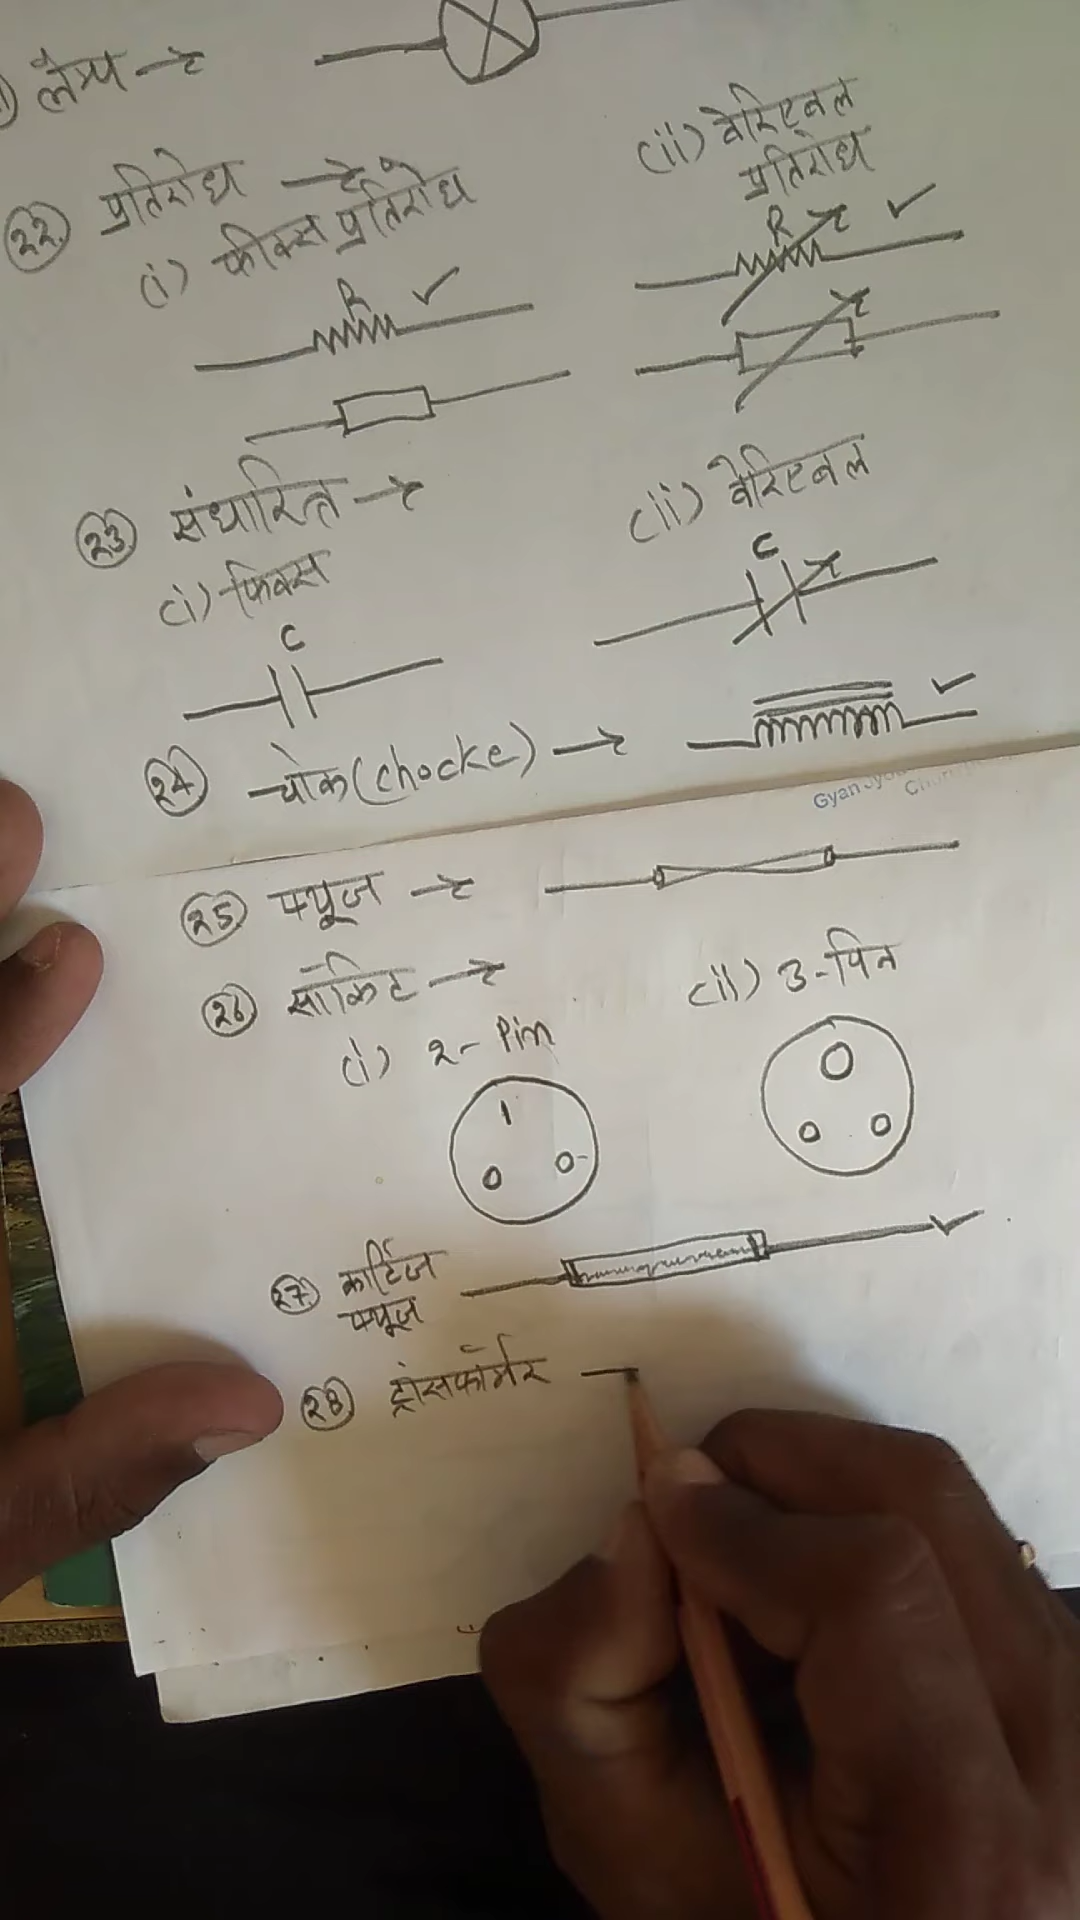 लैम्प →
22. प्रतिरोध →
(i) फीक्स प्रतिरोध
(ii) वेरिएबल
प्रतिरोध
R
R
23. संधारित्र →
(i) फिक्स
(ii) वेरिएबल
C
C
24 चोक (chocke) →
Gyan
25. फ्यूज →
26 सॉकिट →
(i) 2- Pin
(ii) 3-पिन
27. कार्टिज
फ्यूज
28 ट्रांसफॉर्मर